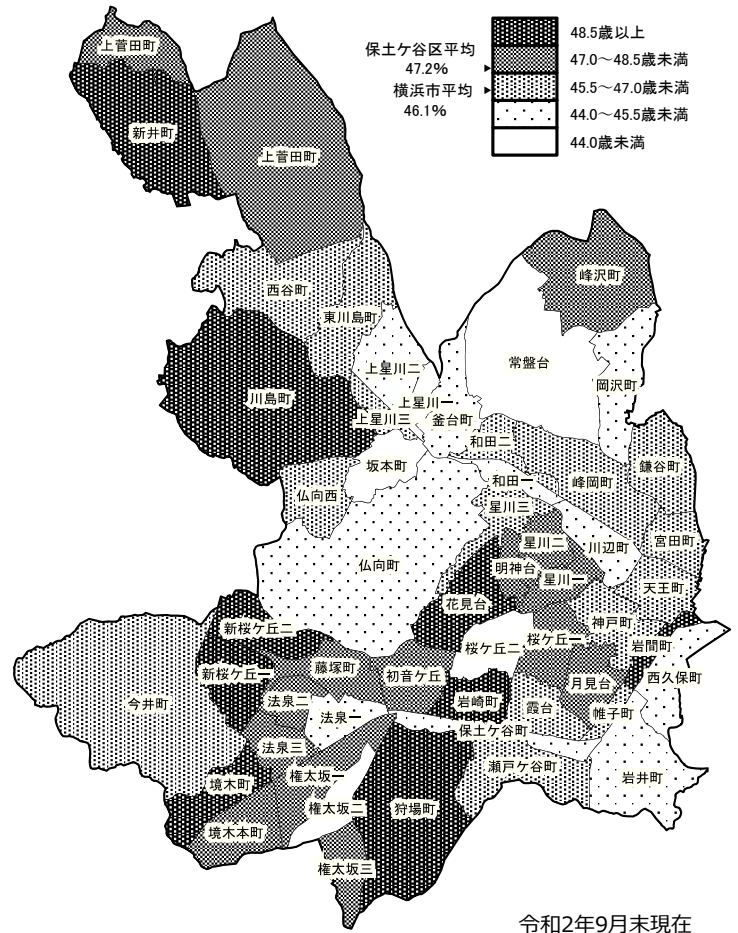 48.5歳以上
47.0～48.5歳未満
45.5～47.0歳未満
44.0～45.5歳未満
44.0歳未満
保土ケ谷区平均
47.2%
横浜市平均
46.1%
上菅田町
新井町
上菅田町
峰沢町
西谷町
東川島町
常盤台
上星川二
岡沢町
川島町
上星川一
上星川三
釜台町
和田二
坂本町
鎌谷町
峰岡町
和田一
仏向西
星川三
星川二
川辺町
宮田町
仏向町
明神台
星川一
天王町
花見台
神戸町
新桜ケ丘二
桜ケ丘二
桜ケ丘一
岩間町
新桜ケ丘一
藤塚町
初音ケ丘
月見台
西久保町
今井町
法泉二
岩崎町
霞台
帷子町
法泉一
保土ケ谷町
法泉三
瀬戸ケ谷町
境木町
権太坂一
岩井町
権太坂二
狩場町
境木本町
権太坂三
令和2年9月末現在